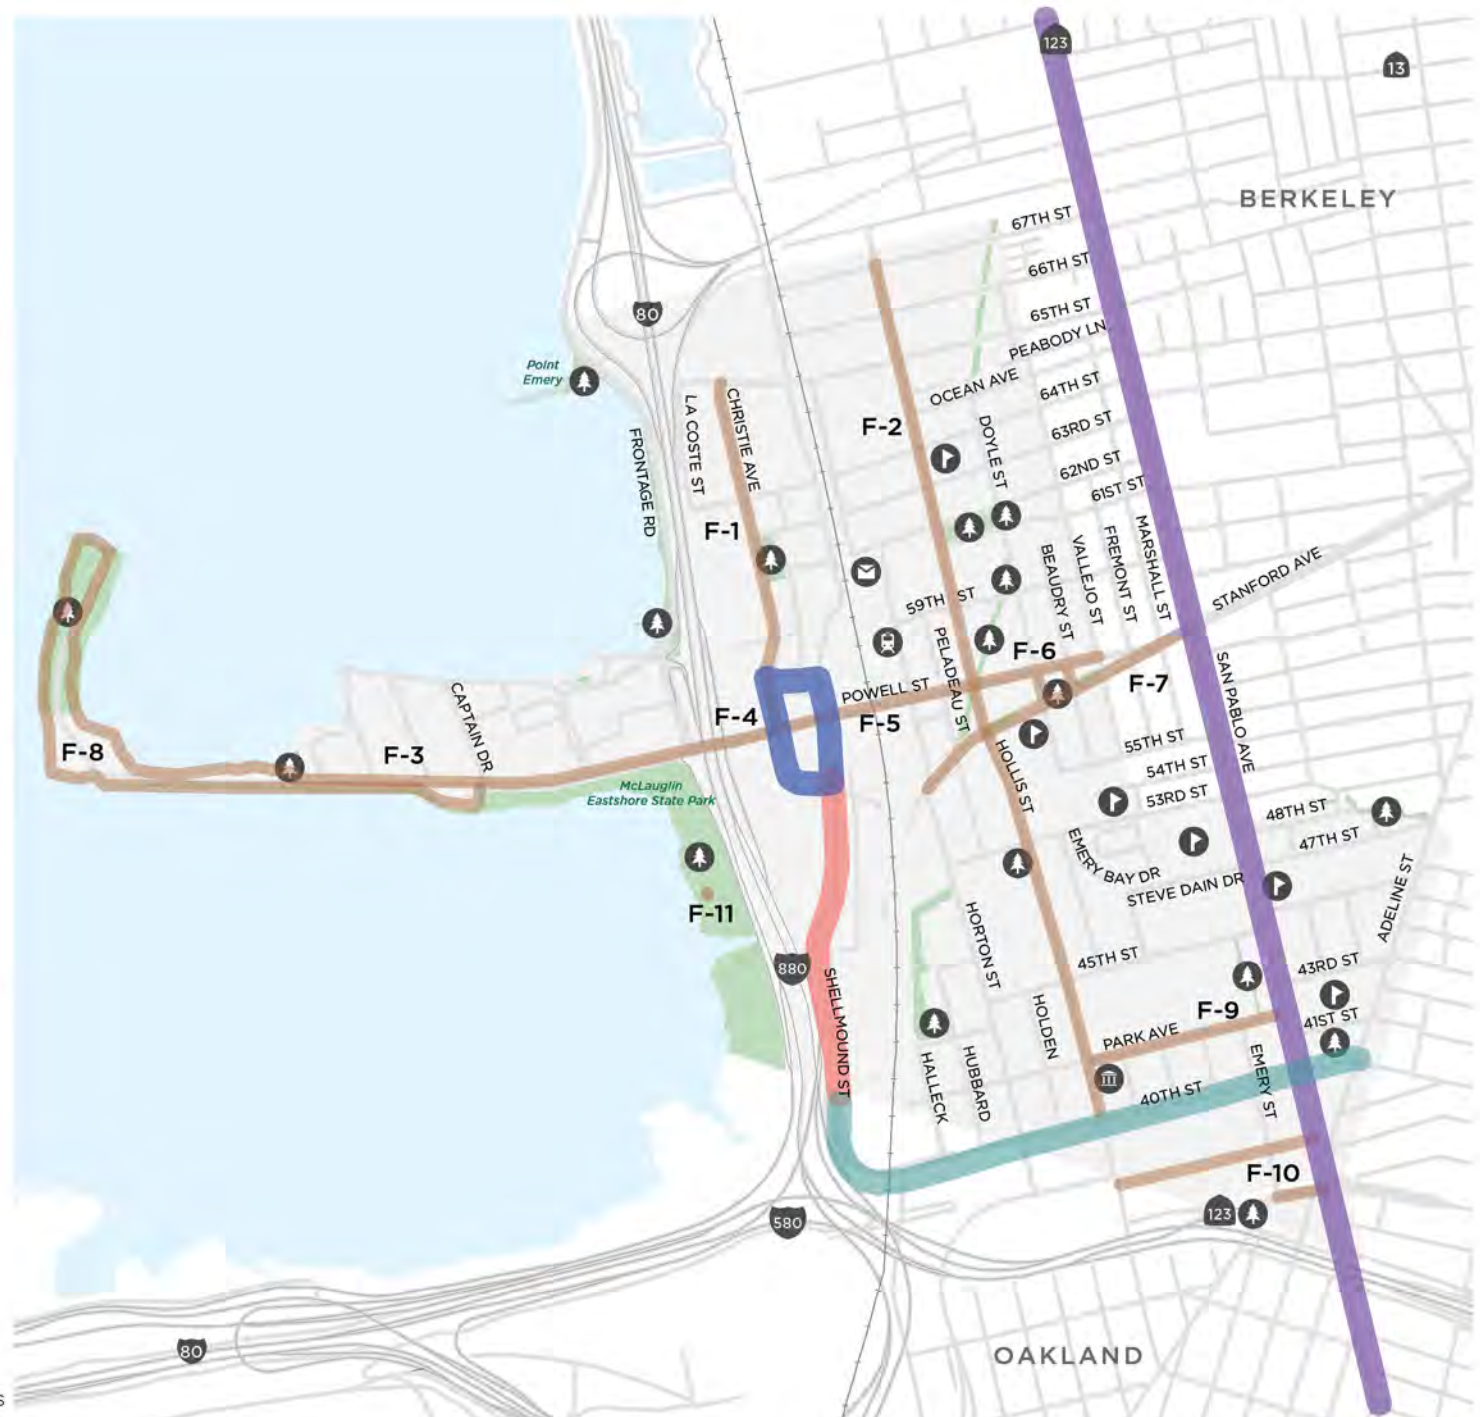 123
13
BERKELEY
67TH ST
66TH ST
65TH ST
PEABODY LN
80
Point
Emery
OCEAN AVE
64TH ST
63RD ST
62ND ST
61ST ST
LA COSTE ST
CHRISTIE AVE
F-2
DOYLE ST
FRONTAGE RD
F-1
BEAUDRY ST
VALLEJO ST
FREMONT ST
MARSHALL ST
STANFORD AVE
59TH ST
PELADEAU ST
F-6
SAN PABLO AVE
POWELL ST
F-7
CAPTAIN DR
F-4
F-5
F-8
F-3
McLaughlin
Eastshore State Park
HOLLIS ST
55TH ST
54TH ST
53RD ST
48TH ST
47TH ST
EMERY BAY DR
STEVE DAIN DR
ADELINE ST
F-11
HORTON ST
45TH ST
43RD ST
880
SHELLMOUND ST
HOLDEN
F-9
41ST ST
PARK AVE
HALLECK
HUBBARD
40TH ST
EMERY ST
F-10
123
580
80
OAKLAND
S